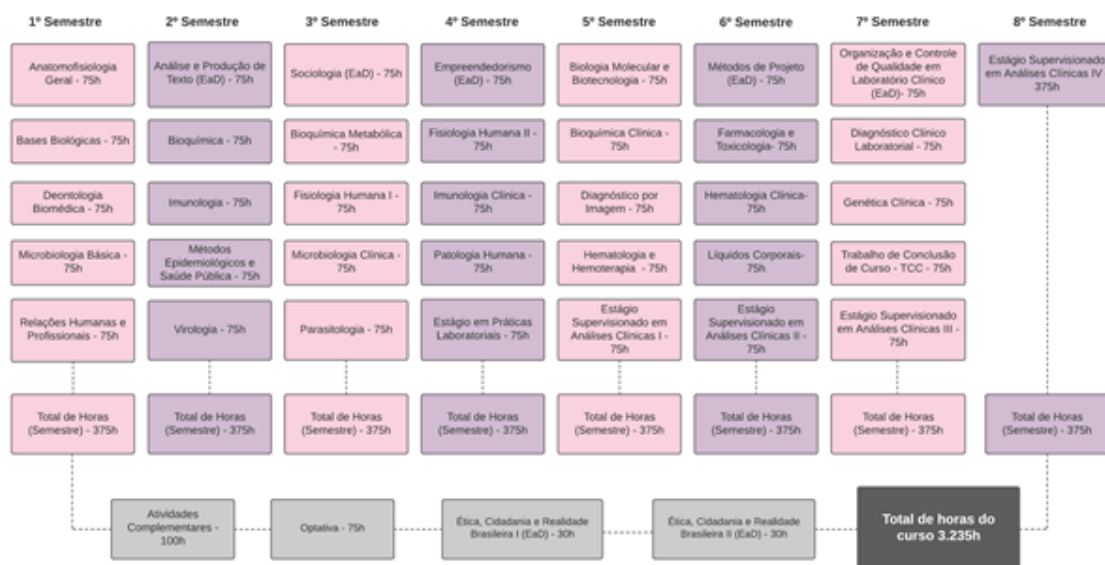 1º Semestre
2º Semestre
3º Semestre
4º Semestre
5º Semestre
6º Semestre
7º Semestre
8º Semestre
Anatomofisiologia
Geral - 75h
Análise e Produção de
Texto (EaD) - 75h
Sociologia (EaD) - 75h
Empreendedorismo
(EaD) - 75h
Biologia Molecular e
Biotecnologia - 75h
Métodos de Projeto
(EaD) - 75h
Organização e Controle
de Qualidade em
Laboratório Clínico
(EaD)- 75h
Estágio Supervisionado
em Análises Clínicas IV
375h
Bases Biológicas - 75h
Bioquímica - 75h
Bioquímica Metabólica
- 75h
Fisiologia Humana II -
75h
Bioquímica Clínica -
75h
Farmacologia e
Toxicologia- 75h
Diagnóstico Clínico
Laboratorial - 75h
Deontologia
Biomédica - 75h
Imunologia - 75h
Fisiologia Humana I -
75h
Imunologia Clínica -
75h
Diagnóstico por
Imagem - 75h
Hematologia Clínica-
75h
Genética Clínica - 75h
Microbiologia Básica -
75h
Métodos
Epidemiológicos e
Saúde Pública - 75h
Microbiologia Clínica -
75h
Patologia Humana -
75h
Hematologia e
Hemoterapia - 75h
Líquidos Corporais-
75h
Trabalho de Conclusão
de Curso - TCC - 75h
Relações Humanas e
Profissionais - 75h
Virologia - 75h
Parasitologia - 75h
Estágio em Práticas
Laboratoriais - 75h
Estágio
Supervisionado em
Análises Clínicas I -
75h
Estágio
Supervisionado em
Análises Clínicas II -
75h
Estágio Supervisionado
em Análises Clínicas III -
75h
Total de Horas
(Semestre) - 375h
Total de Horas
(Semestre) - 375h
Total de Horas
(Semestre) - 375h
Total de Horas
(Semestre) - 375h
Total de Horas
(Semestre) - 375h
Total de Horas
(Semestre) - 375h
Total de Horas
(Semestre) - 375h
Total de Horas
(Semestre) - 375h
Atividades
Complementares -
100h
Optativa - 75h
Ética, Cidadania e Realidade
Brasileira I (EaD) - 30h
Ética, Cidadania e Realidade
Brasileira II (EaD) - 30h
Total de horas do
curso 3.235h